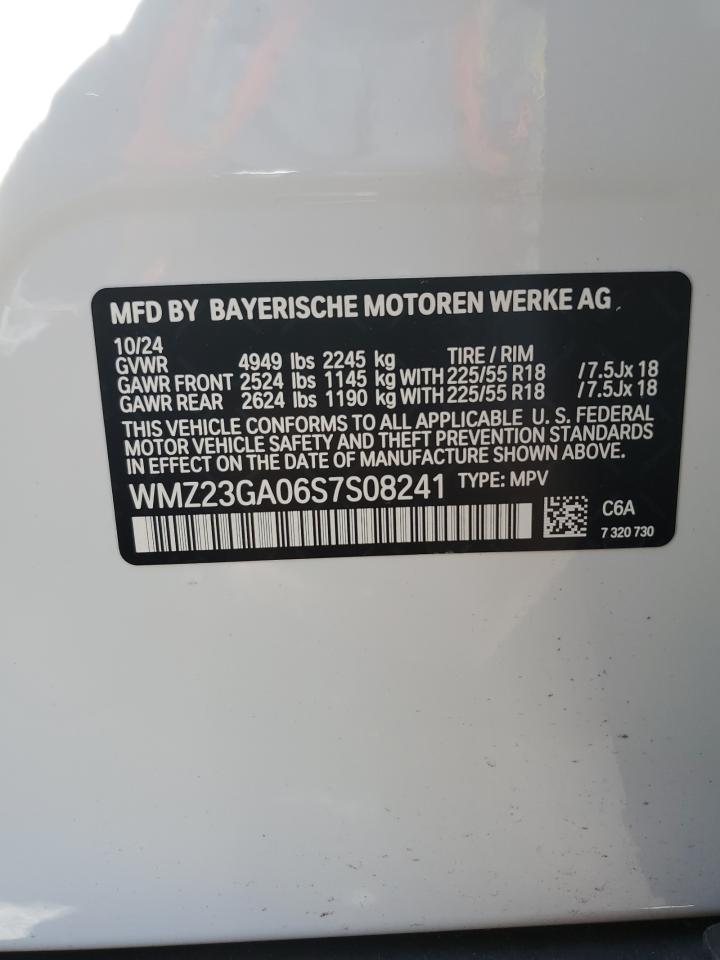 MFD BY BAYERISCHE MOTOREN WERKE AG
10/24
GVWR 4949 lbs 2245 kg TIRE / RIM
GAWR FRONT 2524 lbs 1145 kg WITH 225/55 R18 /7.5Jx 18
GAWR REAR 2624 lbs 1190 kg WITH 225/55 R18 /7.5Jx 18
THIS VEHICLE CONFORMS TO ALL APPLICABLE U. S. FEDERAL
MOTOR VEHICLE SAFETY AND THEFT PREVENTION STANDARDS
IN EFFECT ON THE DATE OF MANUFACTURE SHOWN ABOVE.
WMZ23GA06S7S08241 TYPE: MPV
C6A
7 320 730